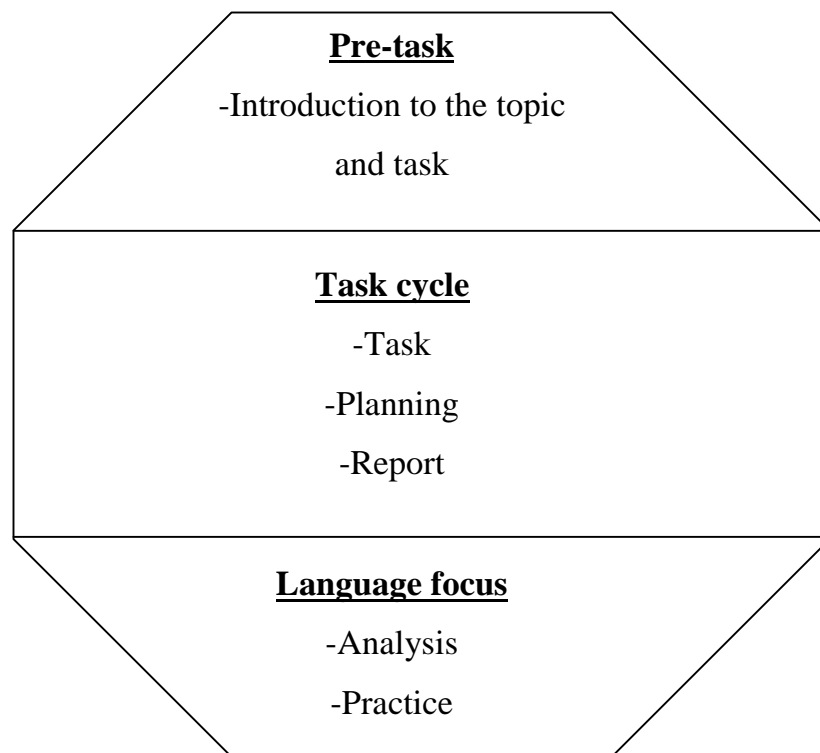 Pre-task
-Introduction to the topic
and task
Task cycle
-Task
-Planning
-Report
Language focus
-Analysis
-Practice